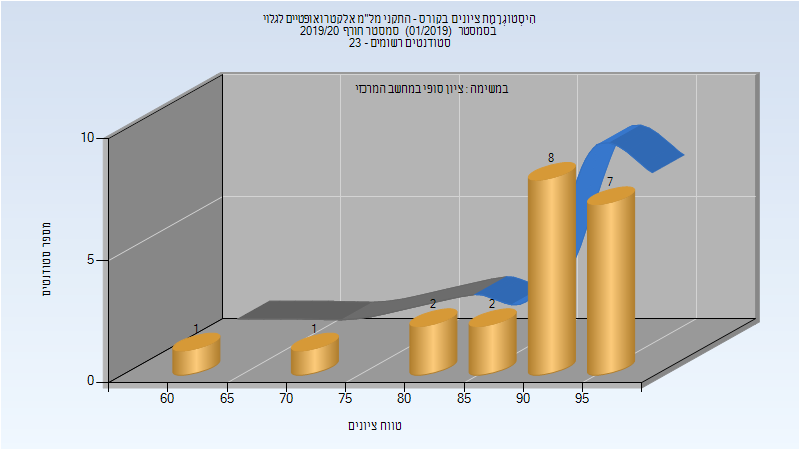 היסטוגרמת ציונים בקורס - התקני מל"מ אלקטרואופטיים לגלוי
בסמסטר (01/2019) סמסטר חורף 2019/20
סטודנטים רשומים - 23
במשימה : ציון סופי במחשב המרכזי
מספר סטודנטים
10
5
0
1
1
2
2
8
7
60 65 70 75 80 85 90 95
טווח ציונים